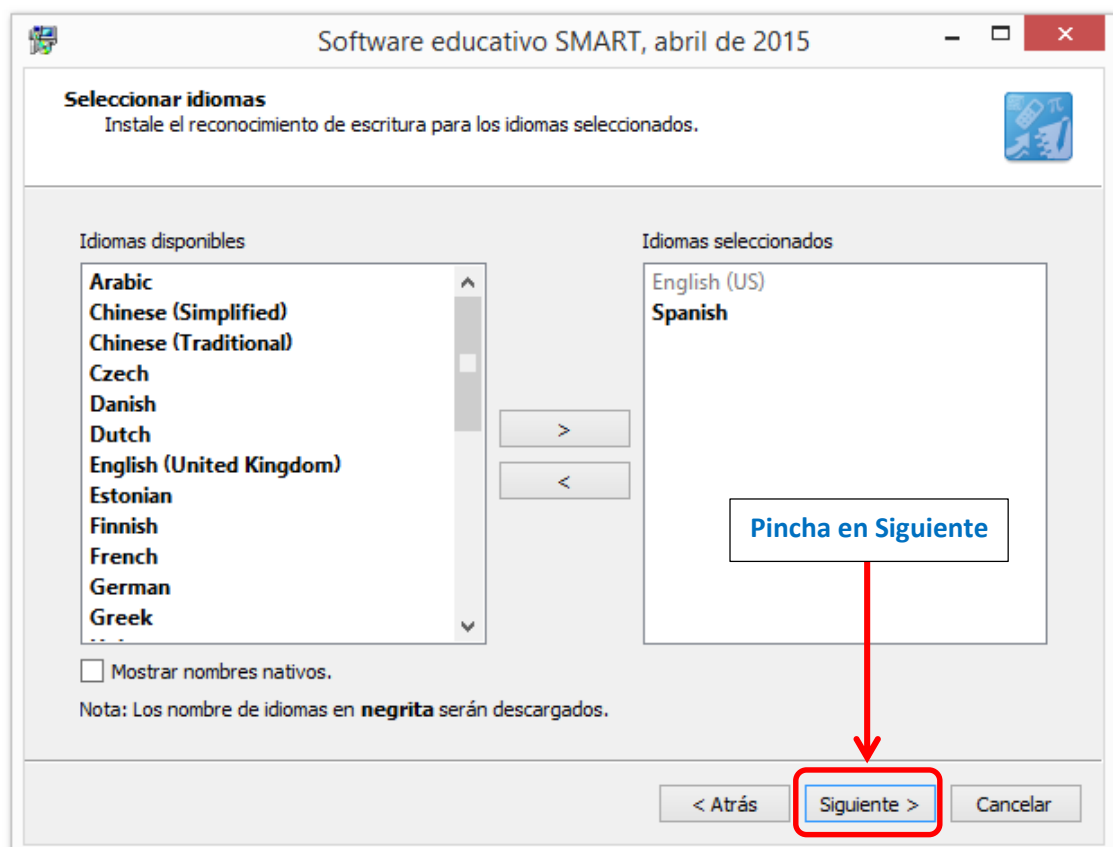 Software educativo SMART, abril de 2015
Seleccionar idiomas
Instale el reconocimiento de escritura para los idiomas seleccionados.
Idiomas disponibles
Arabic
Chinese (Simplified)
Chinese (Traditional)
Czech
Danish
Dutch
English (United Kingdom)
Estonian
Finnish
French
German
Greek
Idiomas seleccionados
English (US)
Spanish
>
<
Pincha en Siguiente
Mostrar nombres nativos.
Nota: Los nombre de idiomas en negrita serán descargados.
< Atrás
Siguiente >
Cancelar